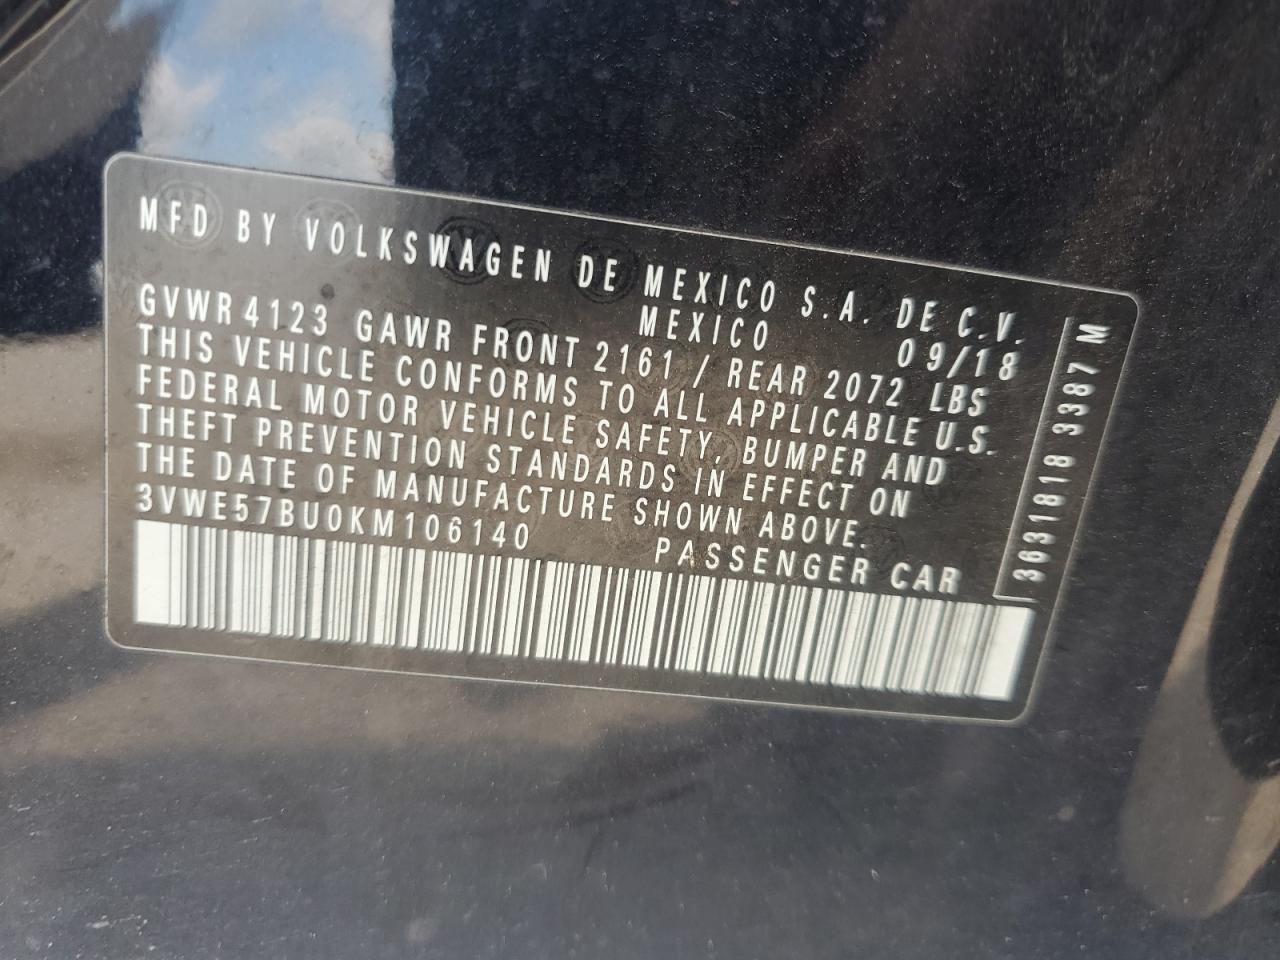 MFD BY VOLKSWAGEN DE MEXICO S.A. DE C.V.
MEXICO 09/18
GVWR 4123 GAWR FRONT 2161 / REAR 2072 LBS
THIS VEHICLE CONFORMS TO ALL APPLICABLE U.S.
FEDERAL MOTOR VEHICLE SAFETY, BUMPER AND
THEFT PREVENTION STANDARDS IN EFFECT ON
THE DATE OF MANUFACTURE SHOWN ABOVE.
3VWE57BU0KM106140 PASSENGER CAR
3631818 3387 M